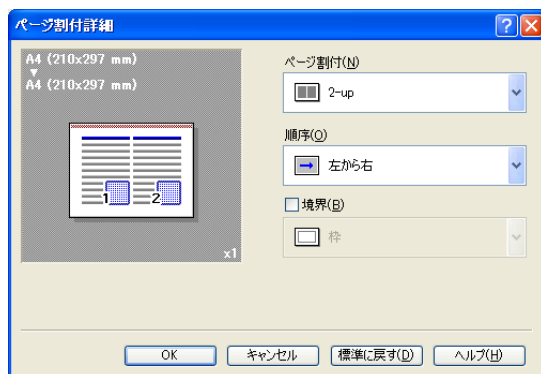 ページ割付詳細
A4 (210x297 mm)
A4 (210x297 mm)
1 2
x1
ページ割付(N)
2-up
順序(O)
左から右
境界(B)
枠
OK
キャンセル
標準に戻す(D)
ヘルプ(H)